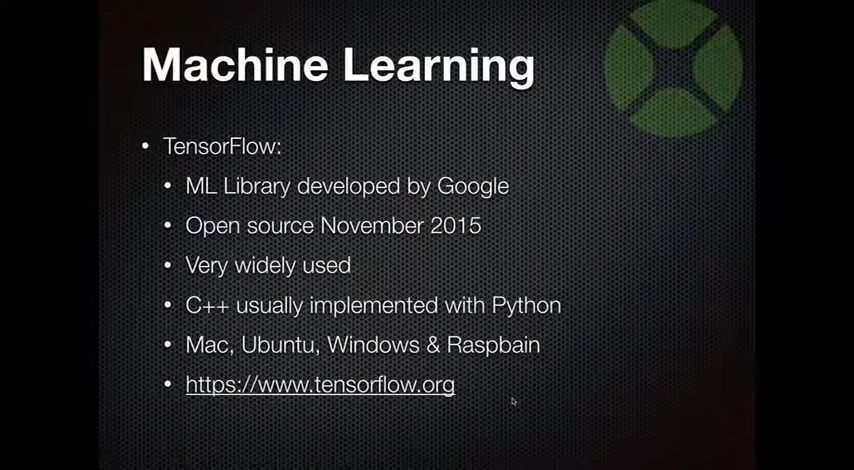 Machine Learning
• TensorFlow:
• ML Library developed by Google
• Open source November 2015
• Very widely used
• C++ usually implemented with Python
• Mac, Ubuntu, Windows & Raspbain
• https://www.tensorflow.org